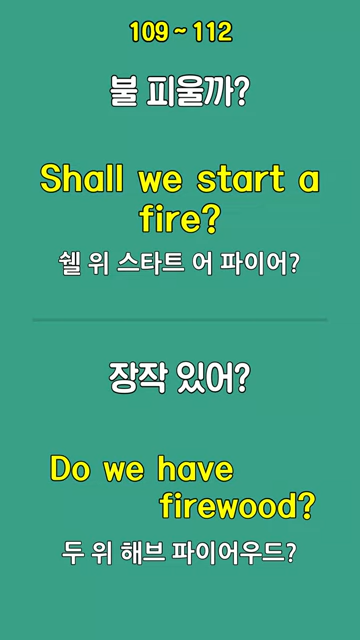 109 ~ 112
불 피울까?
Shall we start a
fire?
쉘 위 스타트 어 파이어?
장작 있어?
Do we have
firewood?
두 위 해브 파이어우드?